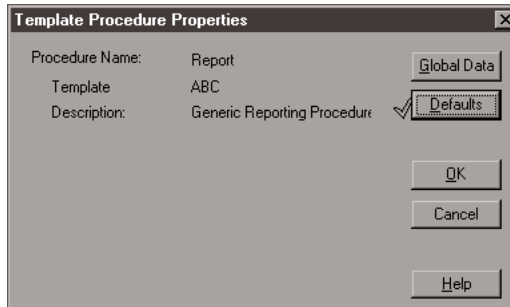 Template Procedure Properties
Procedure Name: Report Global Data
Template ABC Defaults
Description: Generic Reporting Procedure
OK
Cancel
Help